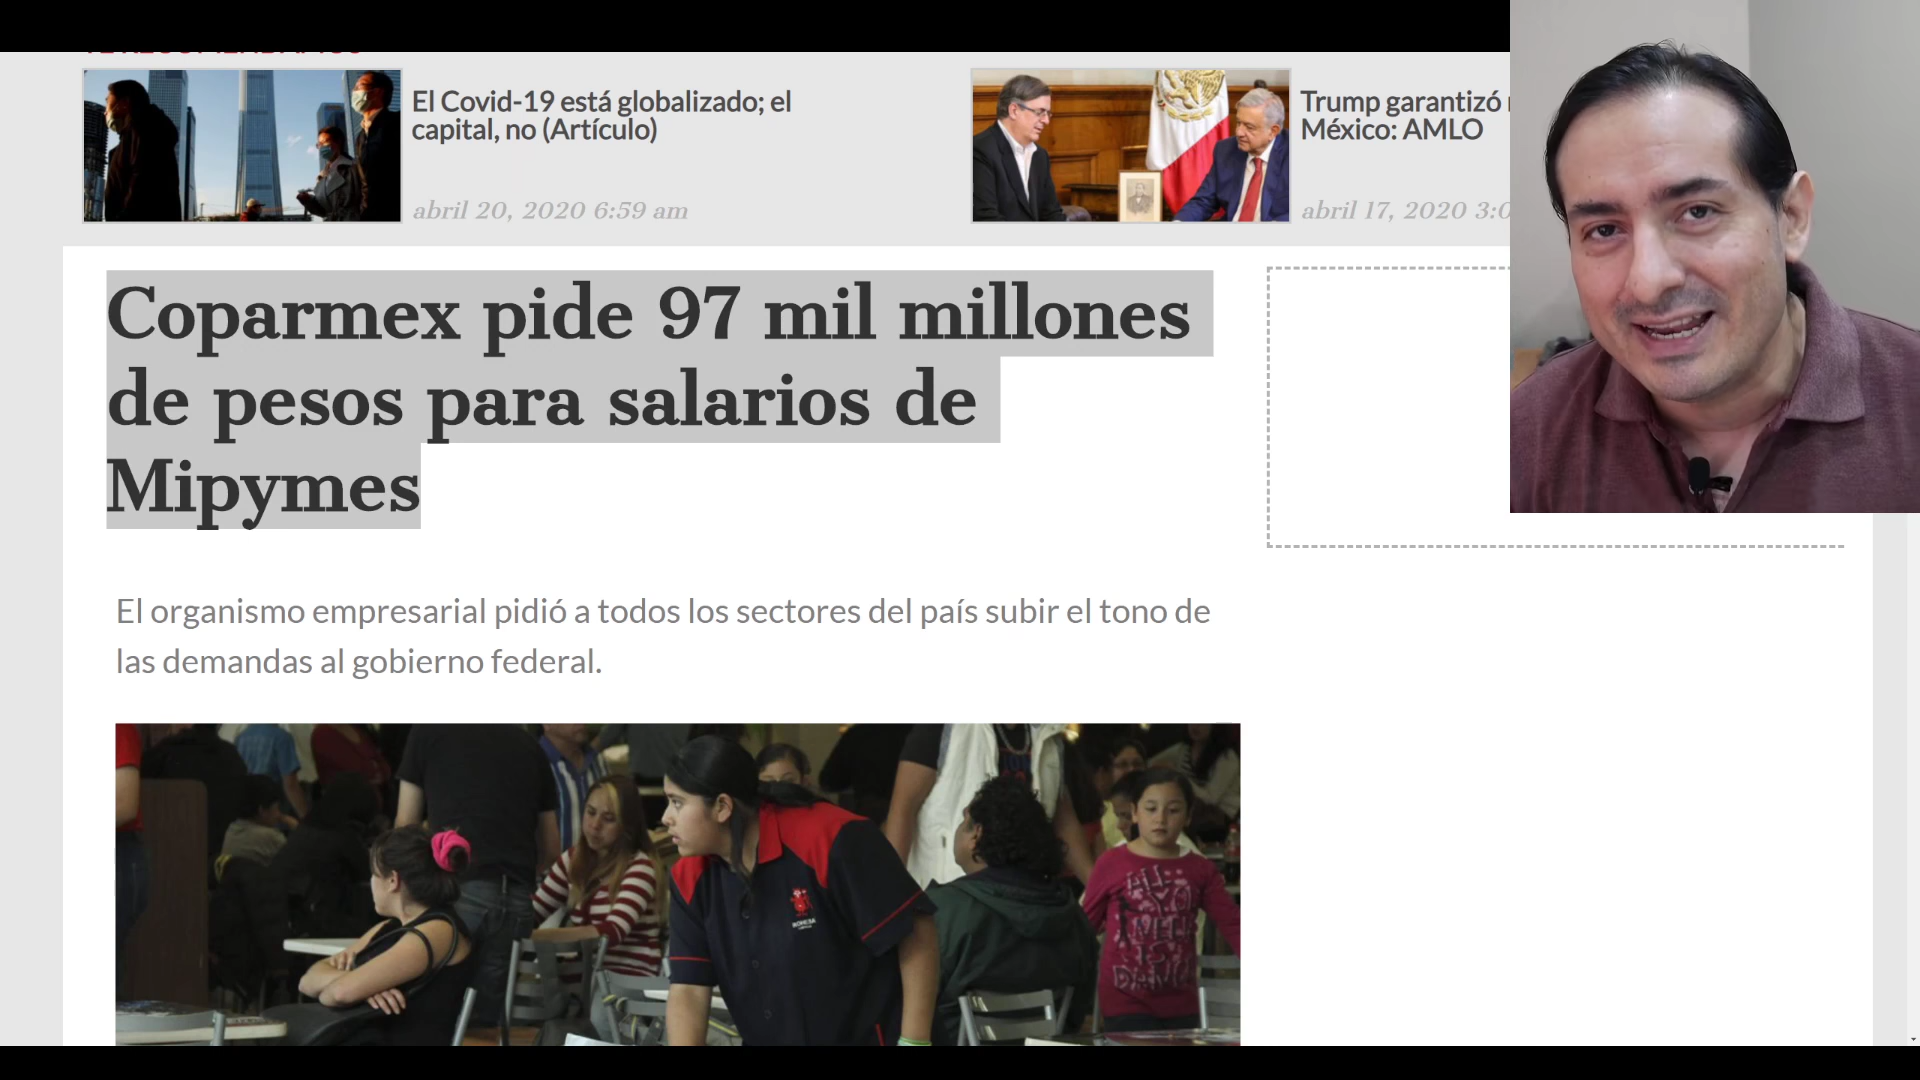 El Covid-19 está globalizado; el
capital, no (Artículo)
abril 20, 2020 6:59 am
Trump garantizó
México: AMLO
abril 17, 2020
Coparmex pide 97 mil millones
de pesos para salarios de
Mipymes
El organismo empresarial pidió a todos los sectores del país subir el tono de
las demandas al gobierno federal.